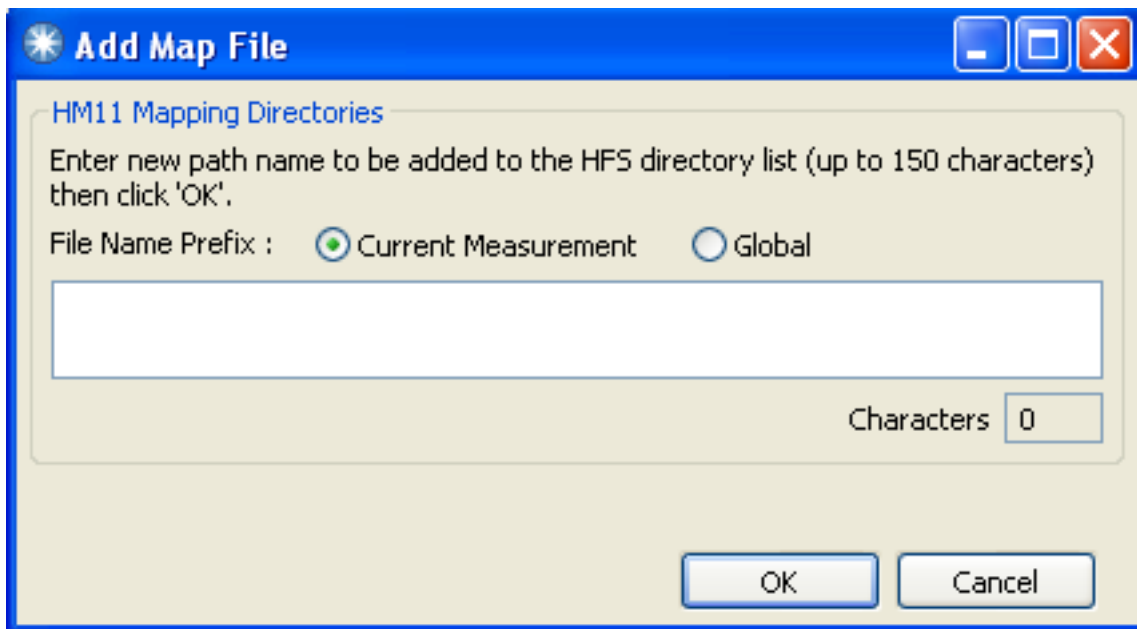 Add Map File
HM11 Mapping Directories
Enter new path name to be added to the HFS directory list (up to 150 characters)
then click 'OK'.
File Name Prefix : Current Measurement Global
Characters 0
OK Cancel